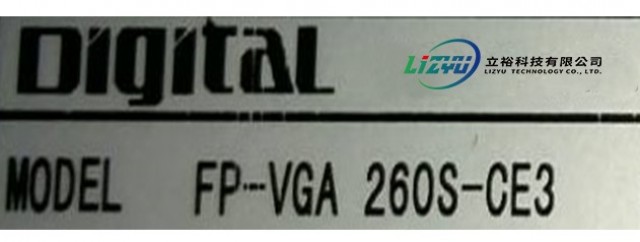 Digital
LIZYU 立裕科技有限公司
LIZYU TECHNOLOGY CO., LTD.
MODEL FP-VGA 260S-CE3